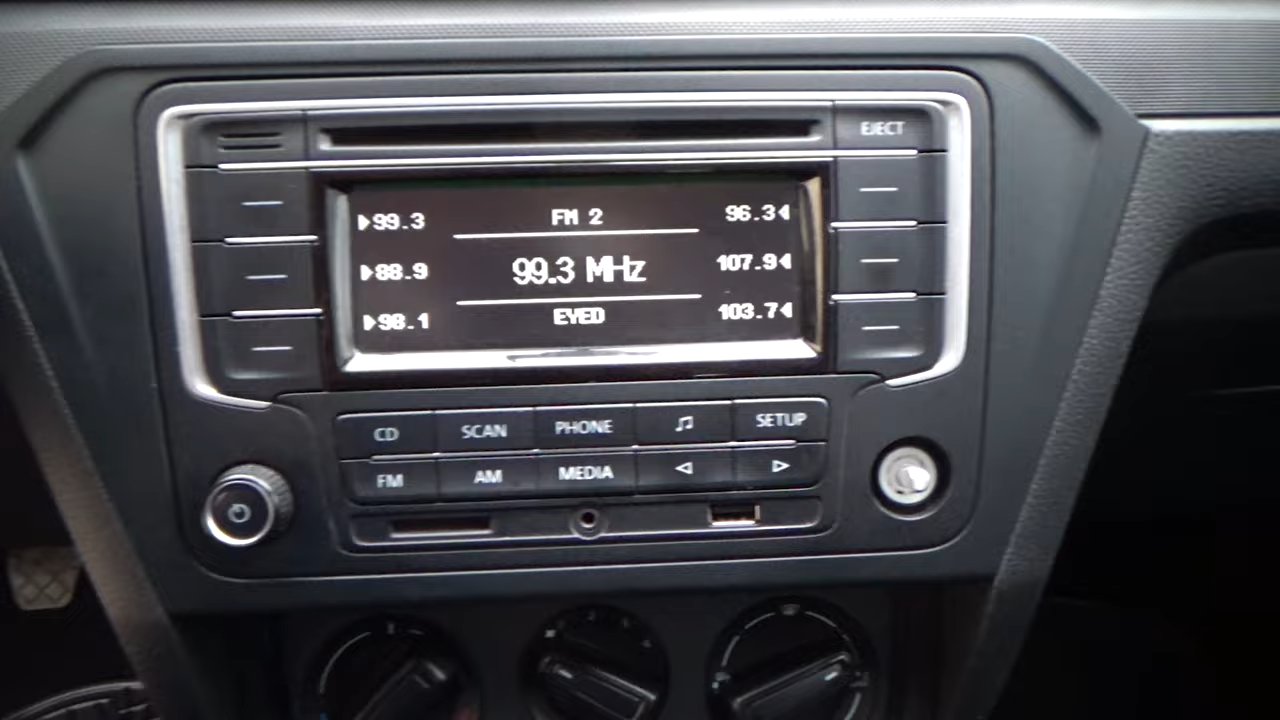 EJECT
99.3 FM 2 96.3
88.9 99.3 MHz 107.9
98.1 EYED 103.7
CD SCAN PHONE SETUP
FM AM MEDIA